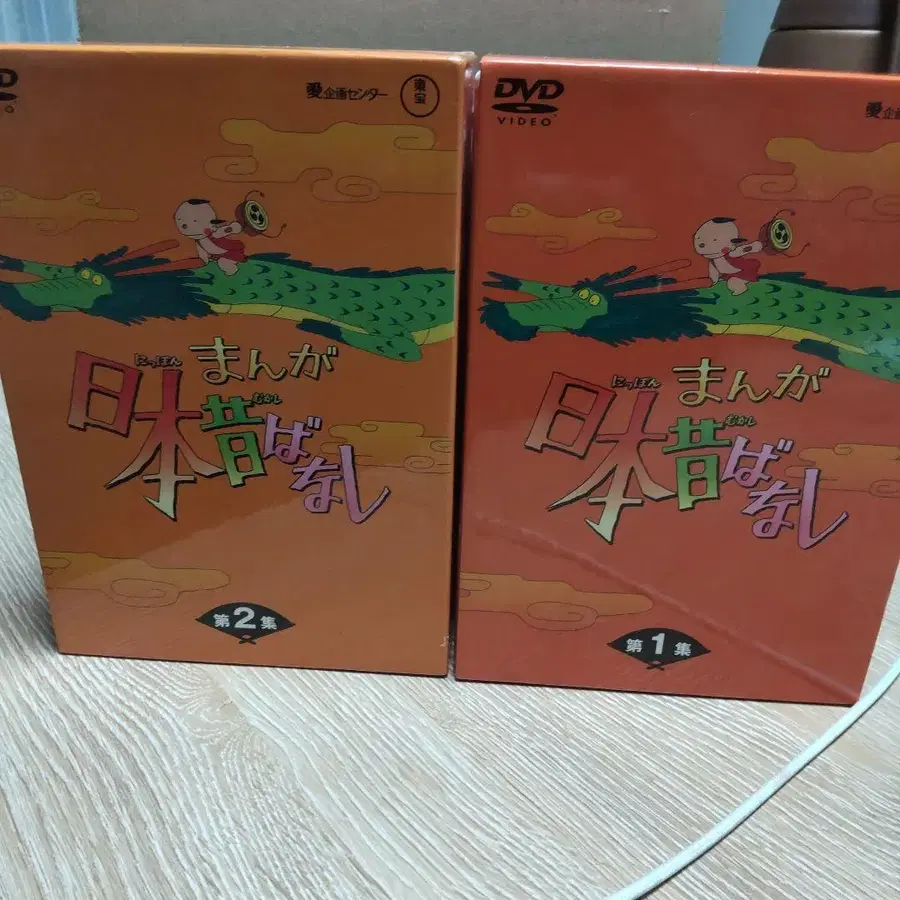 D
愛企画センター
東宝
まんが
にっぽん
日本
むかし
昔ばなし
第2集
DVD
VIDEO
愛企
まんが
にっぽん
日本
むかし
昔ばなし
第1集